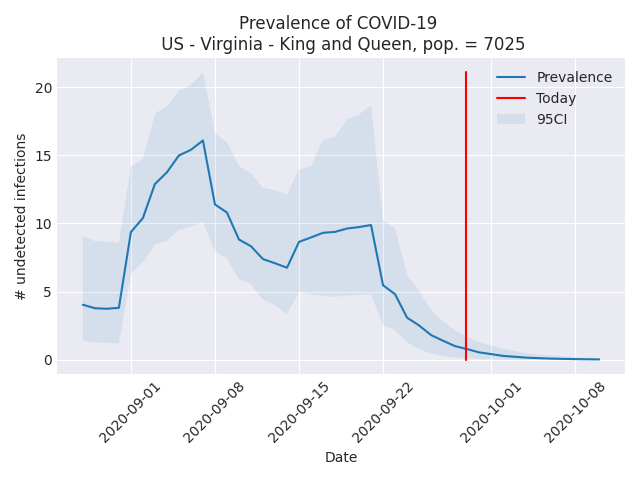 Prevalence of COVID-19
US - Virginia - King and Queen, pop. = 7025
Prevalence
Today
95CI
# undetected infections
20
15
10
5
0
2020-09-01
2020-09-08
2020-09-15
2020-09-22
2020-10-01
2020-10-08
Date